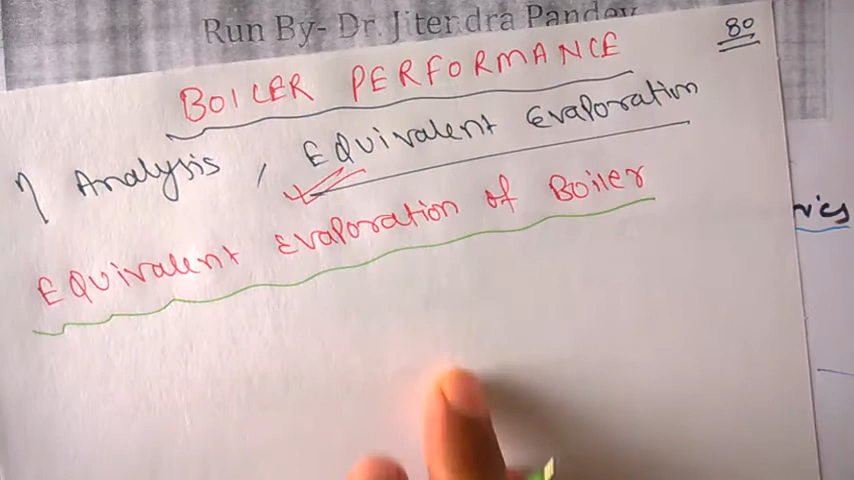 Run By- Dr. Jitendra Pandey
80
BOILER PERFORMANCE
η Analysis, EQuivalent Evaporation
EQuivalent Evaporation of Boiler